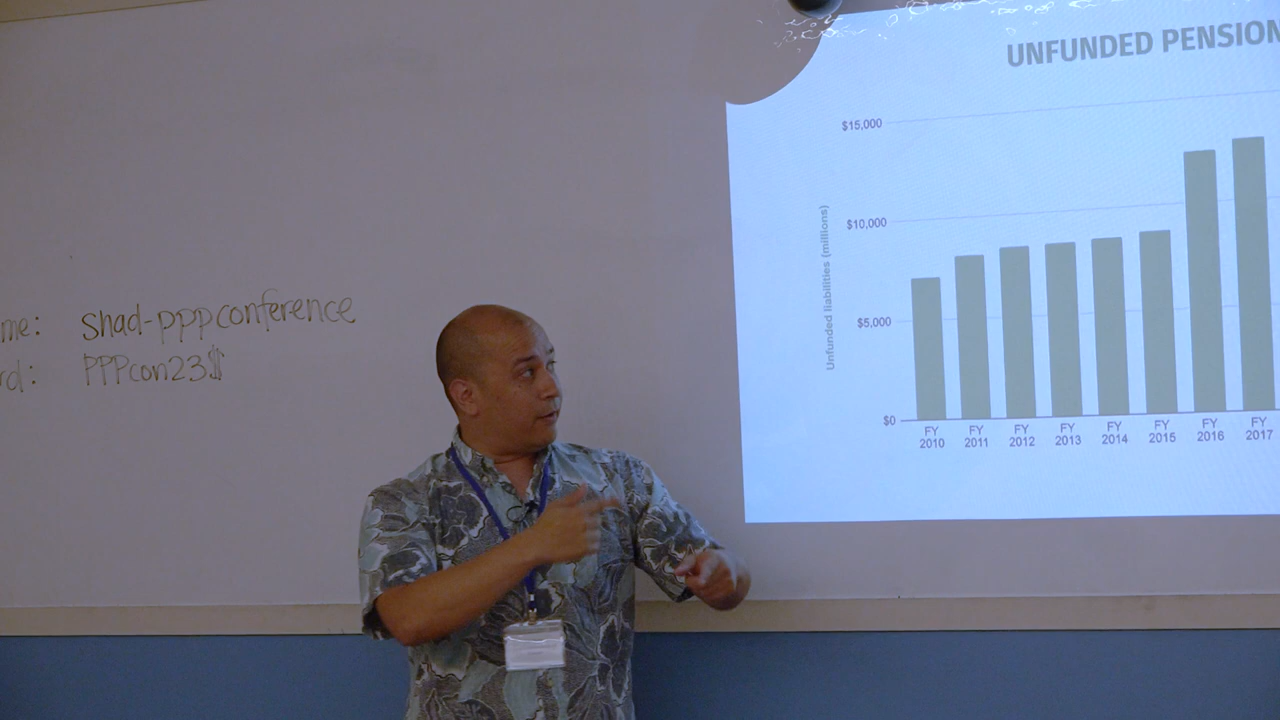 UNFUNDED PENSION
$15,000
$10,000
$5,000
$0
Unfunded liabilities (millions)
FY 2010
FY 2011
FY 2012
FY 2013
FY 2014
FY 2015
FY 2016
FY 2017
me: shad-pppconference
rd: PPPcon23$